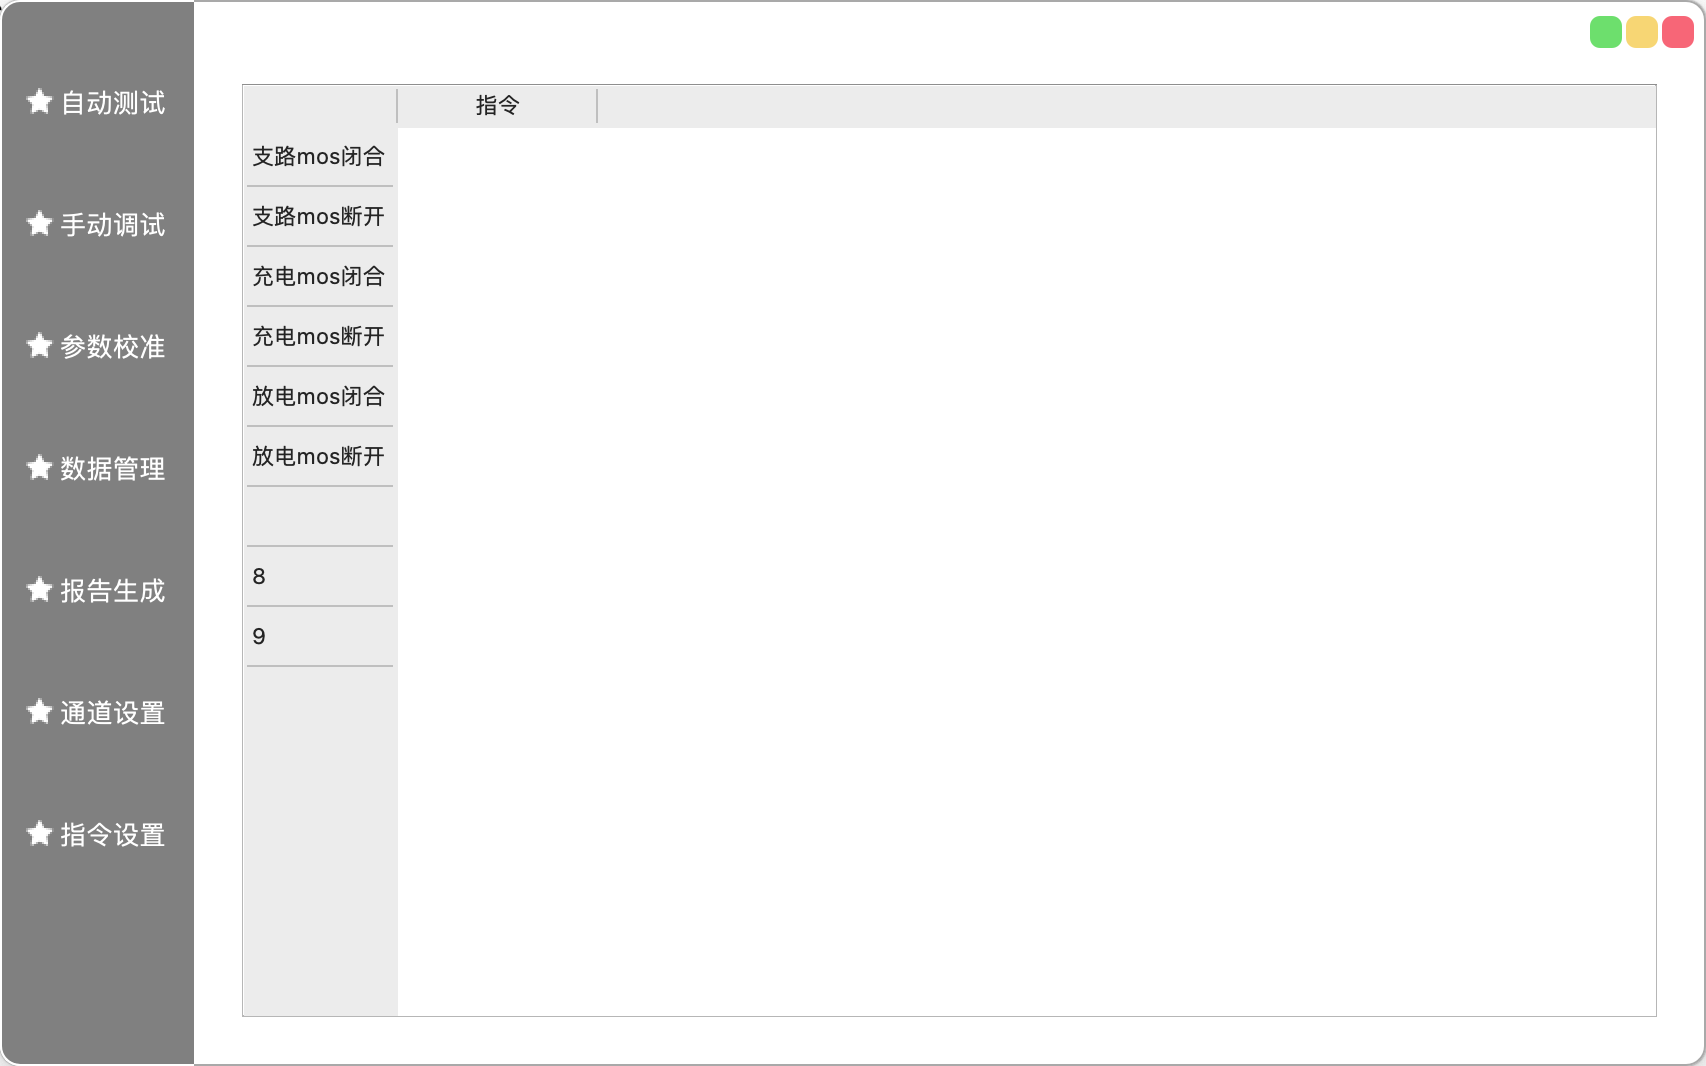 自动测试
手动调试
参数校准
数据管理
报告生成
通道设置
指令设置
指令
支路mos闭合
支路mos断开
充电mos闭合
充电mos断开
放电mos闭合
放电mos断开
8
9